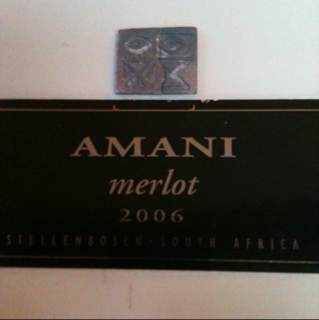 AMANI
merlot
2006
STELLENBOSCH · SOUTH AFRICA